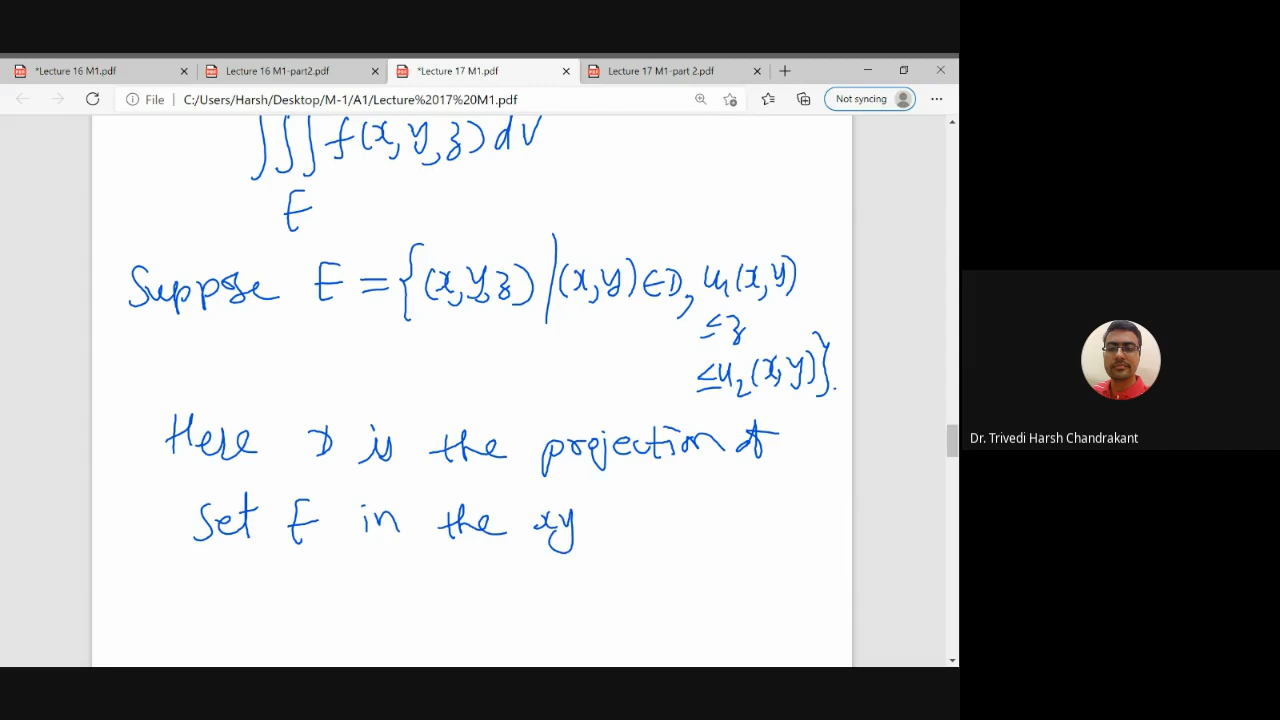 *Lecture 16 M1.pdf
Lecture 16 M1-part2.pdf
*Lecture 17 M1.pdf
Lecture 17 M1-part 2.pdf
File
C:/Users/Harsh/Desktop/M-1/A1/Lecture%2017%20M1.pdf
Not syncing
∫∫∫ f(x, y, z) dV
E
Suppose E = {(x, y, z) | (x, y) ∈ D, u₁(x, y)
≤ z
≤ u₂(x, y)}.
Here D is the projection of
set E in the xy
Dr. Trivedi Harsh Chandrakant